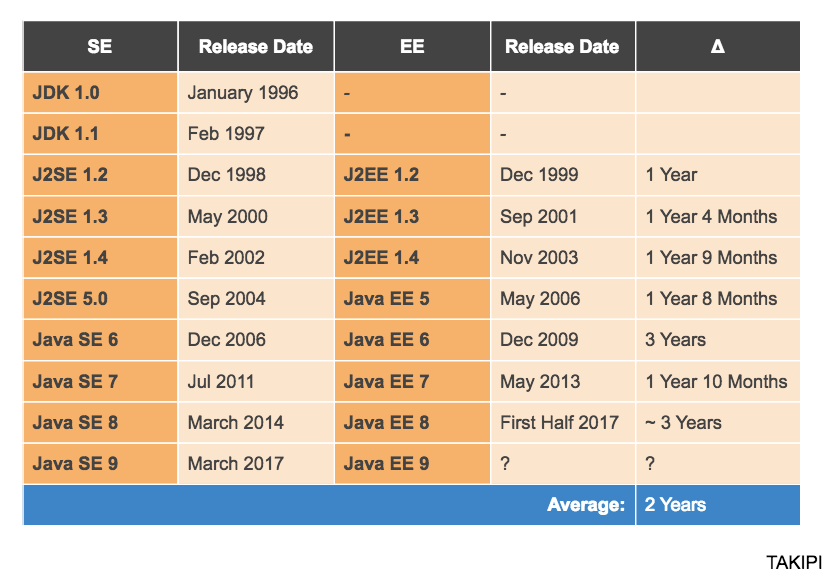 SE Release Date EE Release Date Δ
JDK 1.0 January 1996 - -
JDK 1.1 Feb 1997 - -
J2SE 1.2 Dec 1998 J2EE 1.2 Dec 1999 1 Year
J2SE 1.3 May 2000 J2EE 1.3 Sep 2001 1 Year 4 Months
J2SE 1.4 Feb 2002 J2EE 1.4 Nov 2003 1 Year 9 Months
J2SE 5.0 Sep 2004 Java EE 5 May 2006 1 Year 8 Months
Java SE 6 Dec 2006 Java EE 6 Dec 2009 3 Years
Java SE 7 Jul 2011 Java EE 7 May 2013 1 Year 10 Months
Java SE 8 March 2014 Java EE 8 First Half 2017 ~ 3 Years
Java SE 9 March 2017 Java EE 9 ? ?
Average: 2 Years
TAKIPI